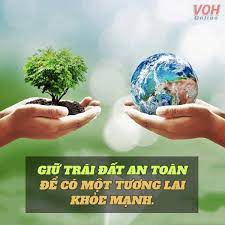 VOH
Online
GIỮ TRÁI ĐẤT AN TOÀN
ĐỂ CÓ MỘT TƯƠNG LAI
KHỎE MẠNH.